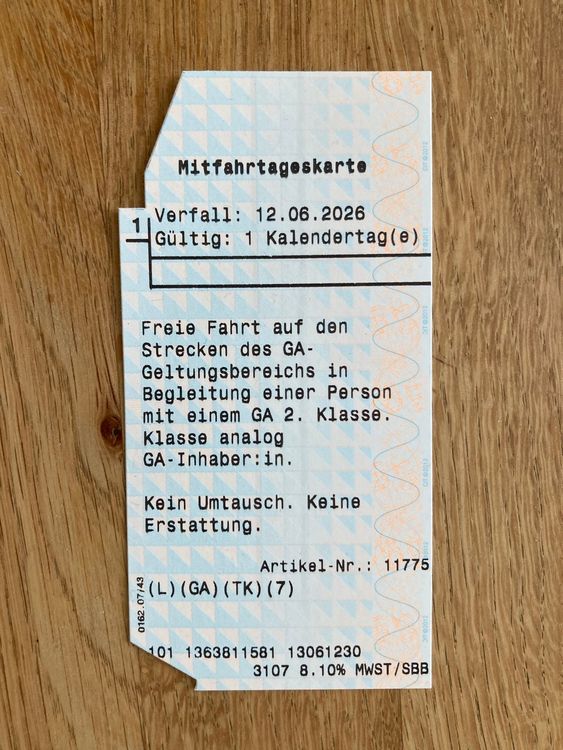 Mitfahrtageskarte
Verfall: 12.06.2026
1
Gültig: 1 Kalendertag(e)
Freie Fahrt auf den
Strecken des GA-
Geltungsbereichs in
Begleitung einer Person
mit einem GA 2. Klasse.
Klasse analog
GA-Inhaber:in.
Kein Umtausch. Keine
Erstattung.
Artikel-Nr.: 11775
(L)(GA)(TK)(7)
0162.07/43
101 1363811581 13061230
3107 8.10% MWST/SBB